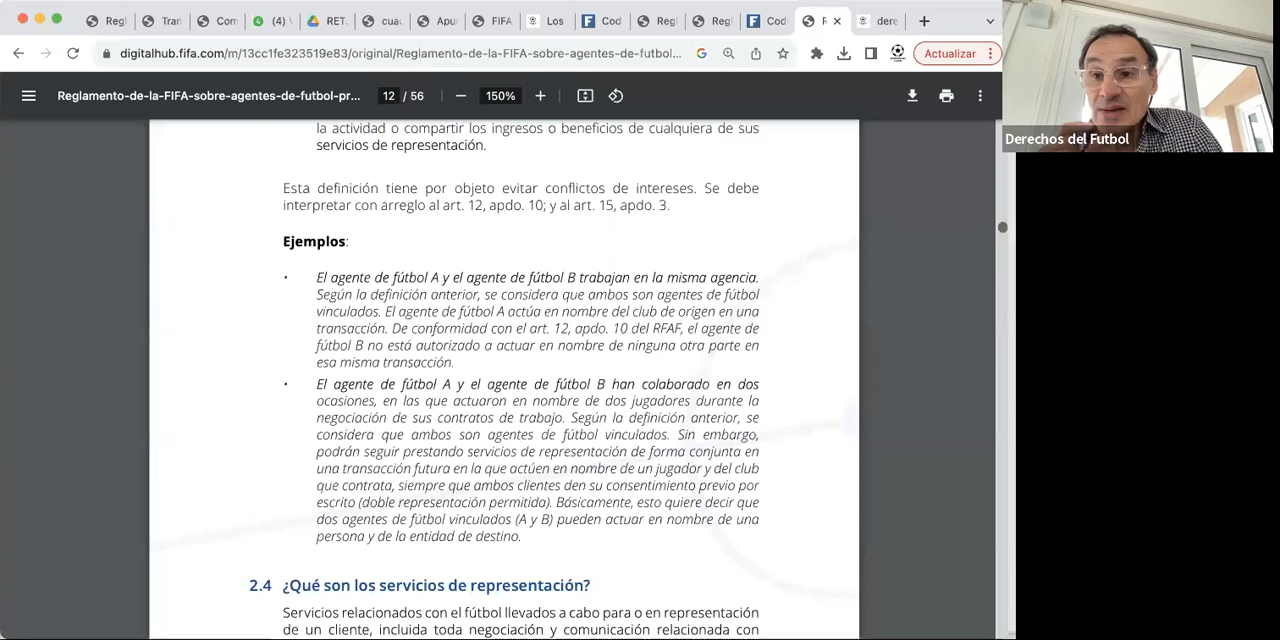 Regl
Tran
Com
(4)
RET.
cua
Apu
FIFA
Los
Cod
Regl
Regl
Cod
R
dere
digitalhub.fifa.com/m/13cc1fe323519e83/original/Reglamento-de-la-FIFA-sobre-agentes-de-futbol...
Actualizar
Reglamento-de-la-FIFA-sobre-agentes-de-futbol-pr...
12 / 56
150%
Derechos del Futbol
la actividad o compartir los ingresos o beneficios de cualquiera de sus
servicios de representación.
Esta definición tiene por objeto evitar conflictos de intereses. Se debe
interpretar con arreglo al art. 12, apdo. 10; y al art. 15, apdo. 3.
Ejemplos:
• El agente de fútbol A y el agente de fútbol B trabajan en la misma agencia.
Según la definición anterior, se considera que ambos son agentes de fútbol
vinculados. El agente de fútbol A actúa en nombre del club de origen en una
transacción. De conformidad con el art. 12, apdo. 10 del RFAF, el agente de
fútbol B no está autorizado a actuar en nombre de ninguna otra parte en
esa misma transacción.
• El agente de fútbol A y el agente de fútbol B han colaborado en dos
ocasiones, en las que actuaron en nombre de dos jugadores durante la
negociación de sus contratos de trabajo. Según la definición anterior, se
considera que ambos son agentes de fútbol vinculados. Sin embargo,
podrán seguir prestando servicios de representación de forma conjunta en
una transacción futura en la que actúen en nombre de un jugador y del club
que contrata, siempre que ambos clientes den su consentimiento previo por
escrito (doble representación permitida). Básicamente, esto quiere decir que
dos agentes de fútbol vinculados (A y B) pueden actuar en nombre de una
persona y de la entidad de destino.
2.4 ¿Qué son los servicios de representación?
Servicios relacionados con el fútbol llevados a cabo para o en representación
de un cliente, incluida toda negociación y comunicación relacionada con